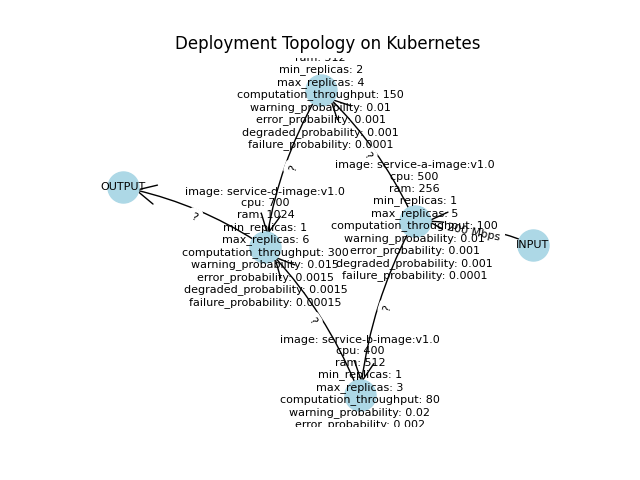 Deployment Topology on Kubernetes
ram: 512
min_replicas: 2
max_replicas: 4
computation_throughput: 150
warning_probability: 0.01
error_probability: 0.001
degraded_probability: 0.001
failure_probability: 0.0001
?
?
image: service-a-image:v1.0
cpu: 500
ram: 256
min_replicas: 1
max_replicas: 5
computation_throughput: 100
warning_probability: 0.01
error_probability: 0.001
degraded_probability: 0.001
failure_probability: 0.0001
OUTPUT
?
image: service-d-image:v1.0
cpu: 700
ram: 1024
min_replicas: 1
max_replicas: 6
computation_throughput: 300
warning_probability: 0.015
error_probability: 0.0015
degraded_probability: 0.0015
failure_probability: 0.00015
200 Mbps
INPUT
?
?
image: service-b-image:v1.0
cpu: 400
ram: 512
min_replicas: 1
max_replicas: 3
computation_throughput: 80
warning_probability: 0.02
error_probability: 0.002